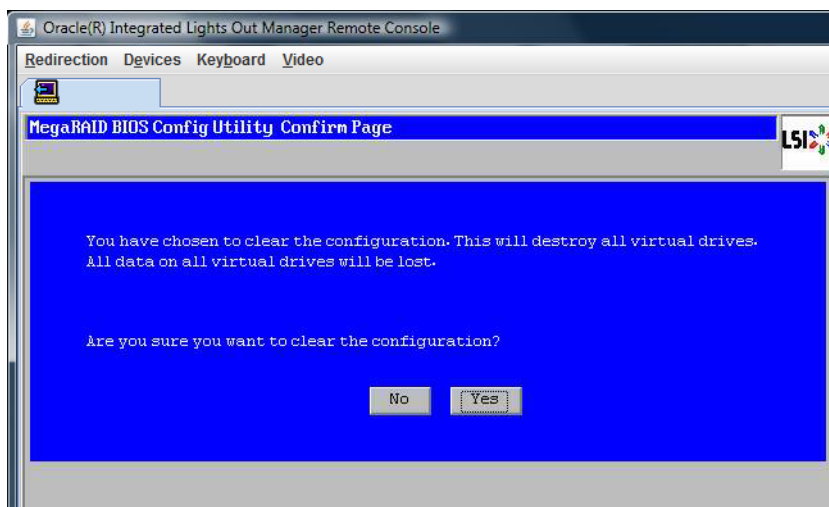 Oracle(R) Integrated Lights Out Manager Remote Console
Redirection Devices Keyboard Video
MegaRAID BIOS Config Utility Confirm Page
LSI
You have chosen to clear the configuration. This will destroy all virtual drives.
All data on all virtual drives will be lost.
Are you sure you want to clear the configuration?
No Yes